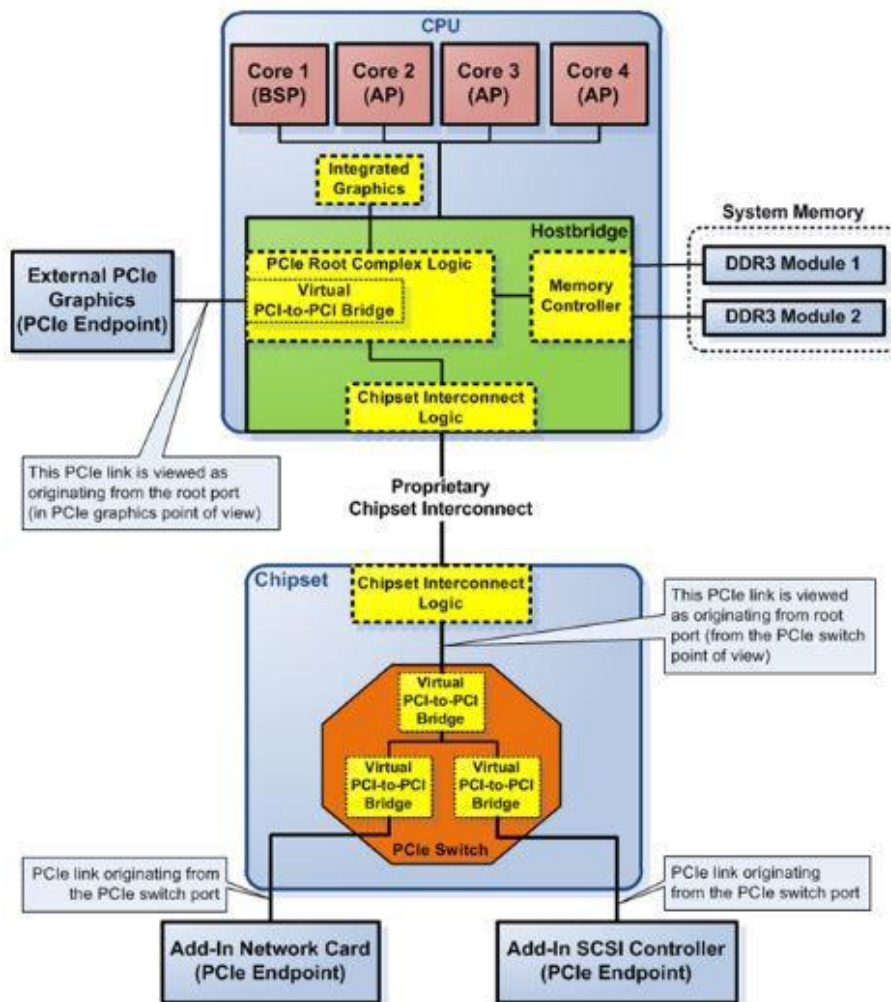 CPU
Core 1
(BSP)
Core 2
(AP)
Core 3
(AP)
Core 4
(AP)
Integrated
Graphics
Hostbridge
System Memory
External PCIe
Graphics
(PCIe Endpoint)
PCIe Root Complex Logic
Virtual
PCI-to-PCI Bridge
Memory
Controller
DDR3 Module 1
DDR3 Module 2
Chipset Interconnect
Logic
This PCIe link is viewed as
originating from the root port
(in PCIe graphics point of view)
Proprietary
Chipset Interconnect
Chipset
Chipset Interconnect
Logic
This PCIe link is viewed
as originating from root
port (from the PCIe switch
point of view)
Virtual
PCI-to-PCI
Bridge
Virtual
PCI-to-PCI
Bridge
Virtual
PCI-to-PCI
Bridge
PCIe Switch
PCIe link originating from
the PCIe switch port
PCIe link originating
from the PCIe switch port
Add-In Network Card
(PCIe Endpoint)
Add-In SCSI Controller
(PCIe Endpoint)